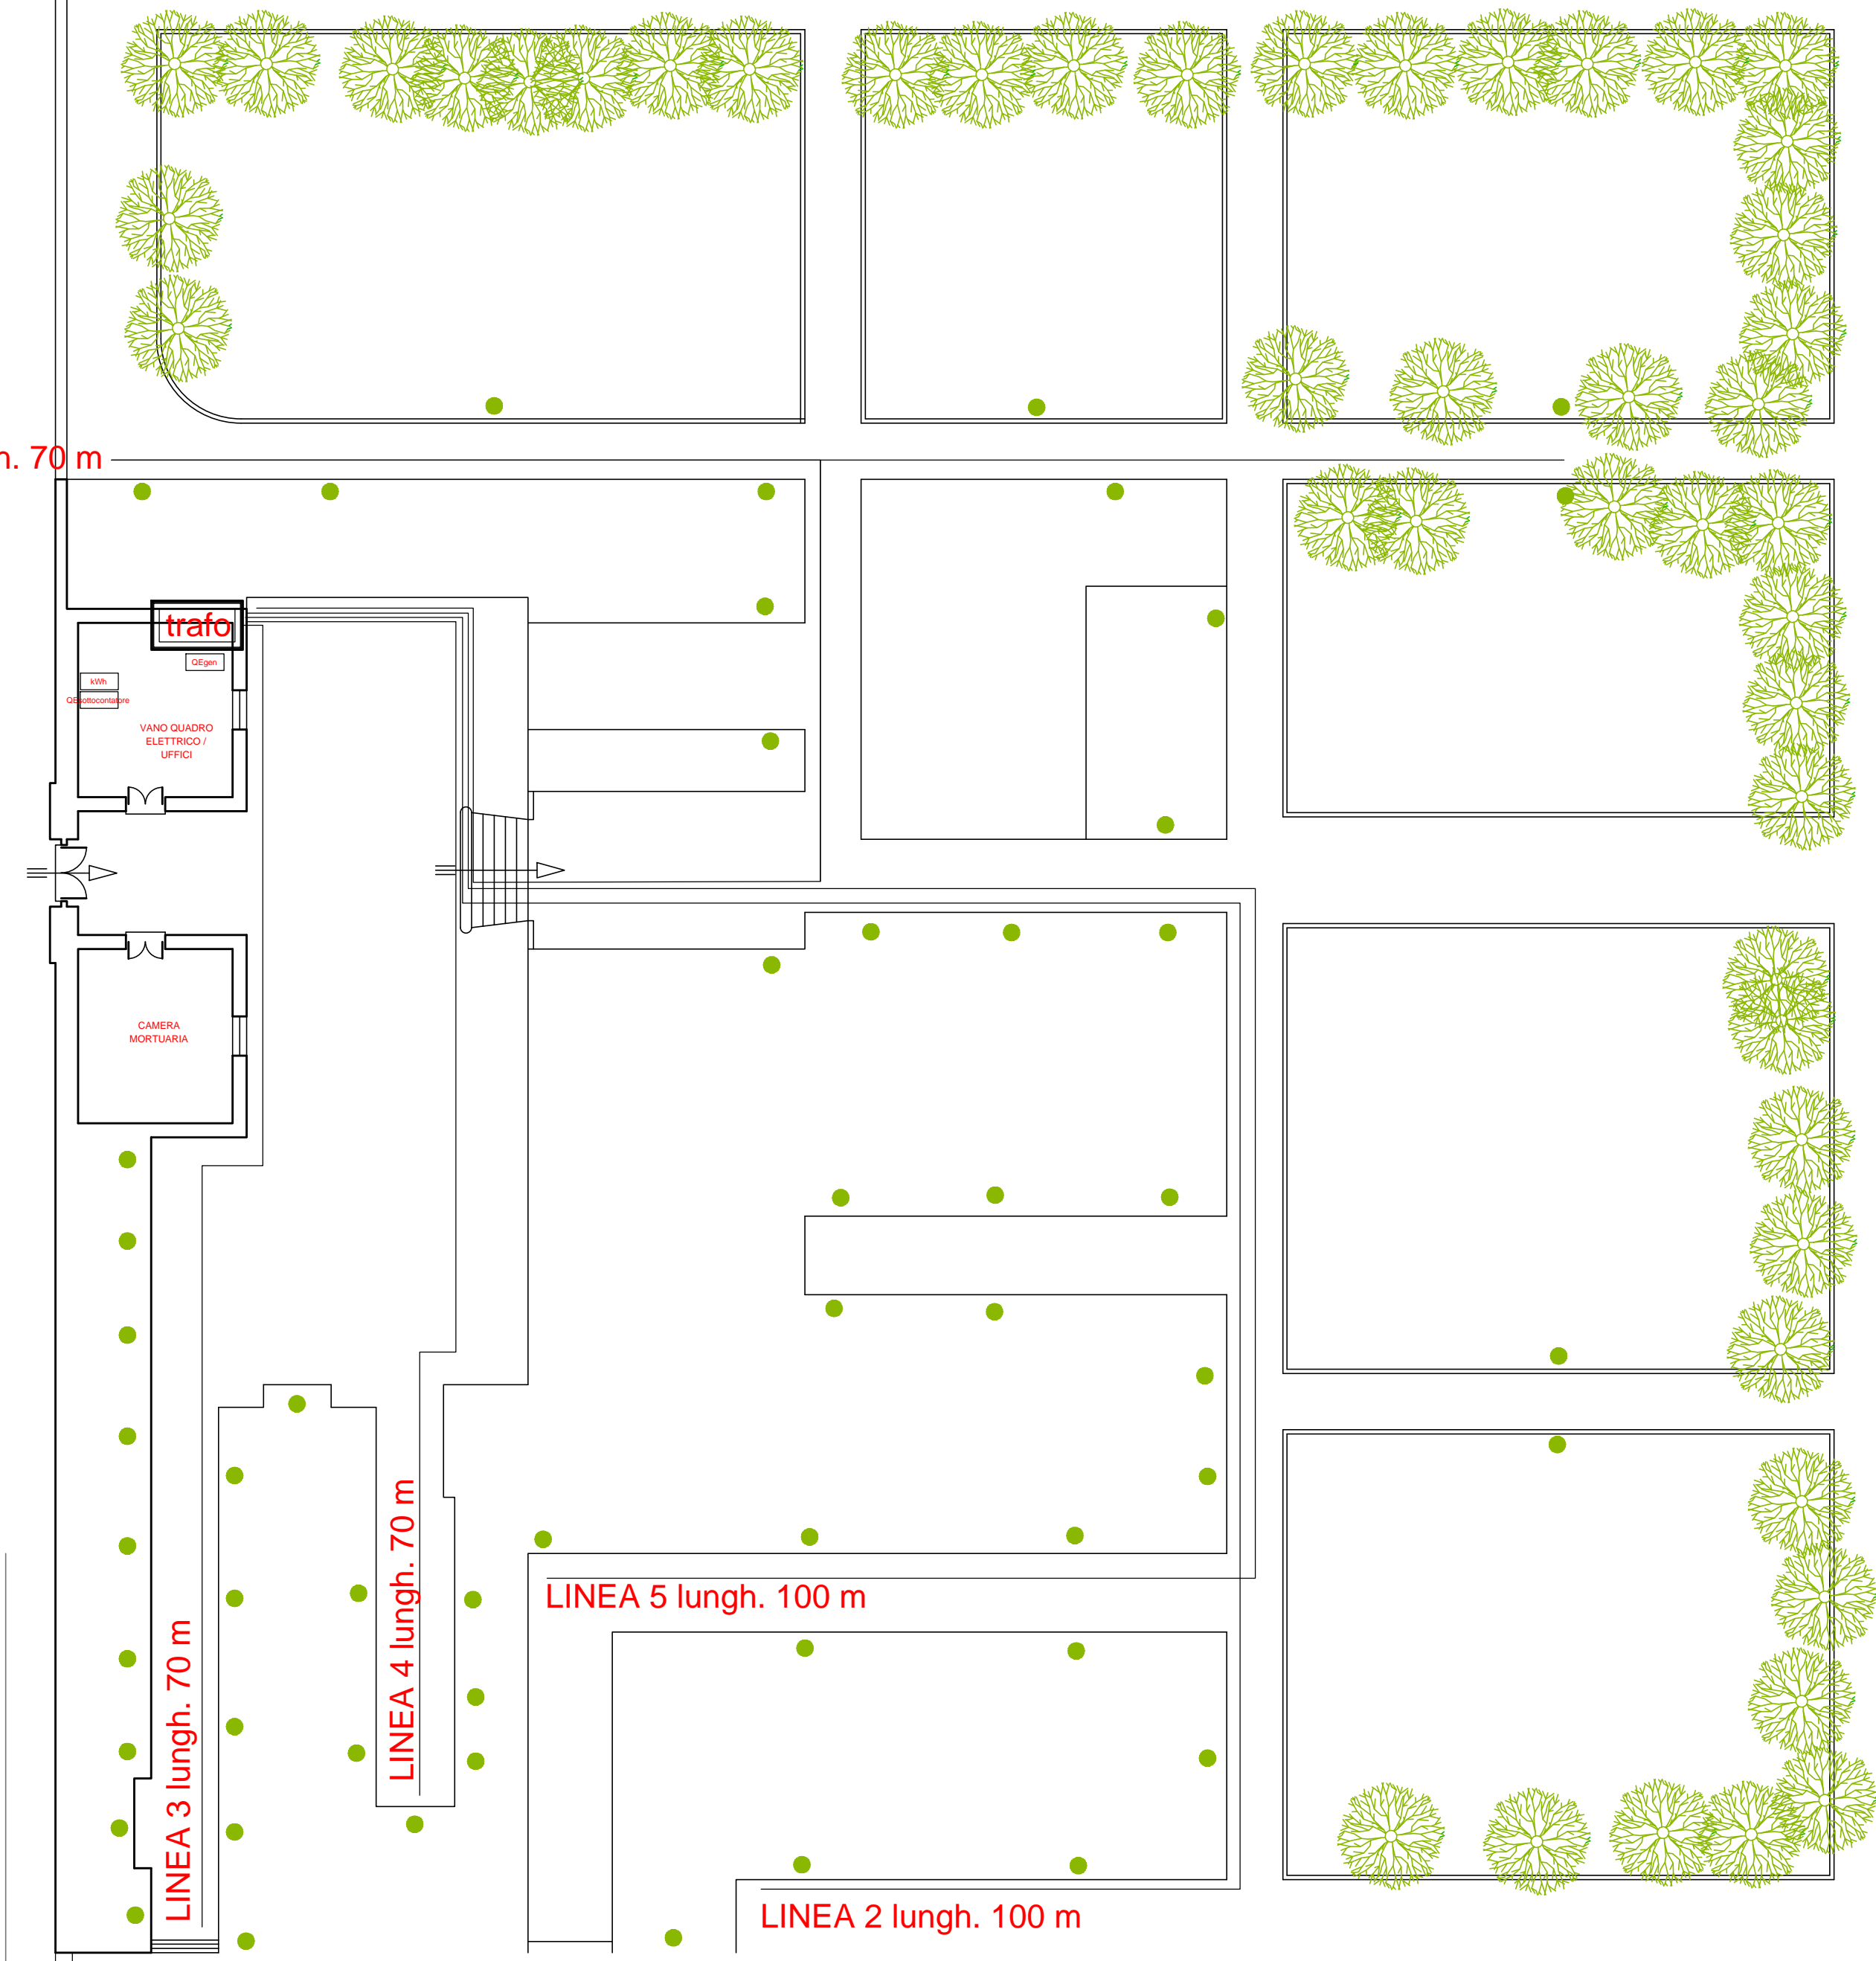 h. 70 m
trafo
QEgen
kWh
QEsottocontatore
VANO QUADRO
ELETTRICO /
UFFICI
CAMERA
MORTUARIA
LINEA 4 lungh. 70 m
LINEA 5 lungh. 100 m
LINEA 3 lungh. 70 m
LINEA 2 lungh. 100 m